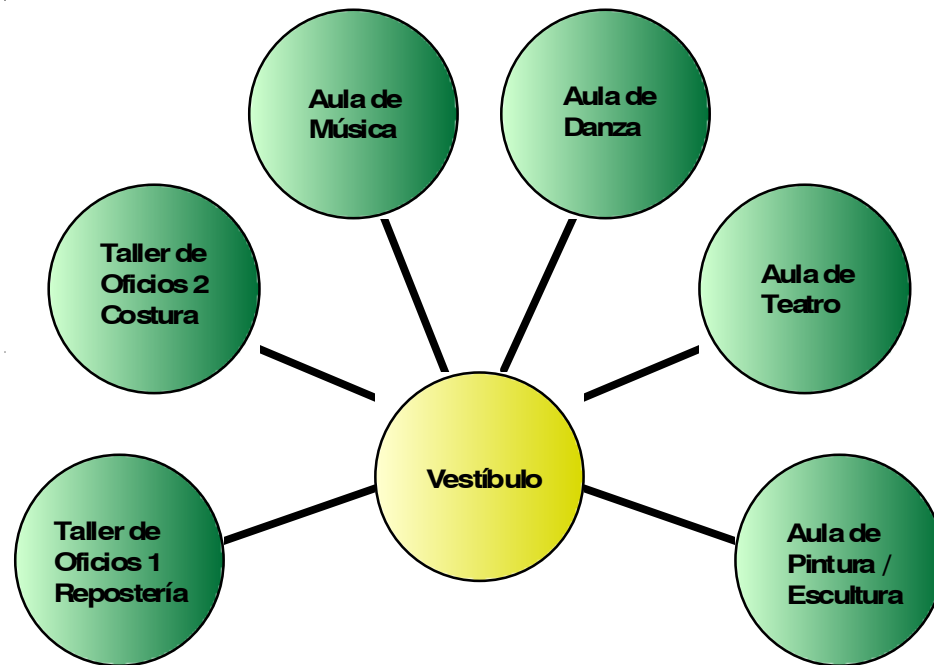 Aula de
Música
Aula de
Danza
Taller de
Oficios 2
Costura
Aula de
Teatro
Vestíbulo
Taller de
Oficios 1
Repostería
Aula de
Pintura /
Escultura